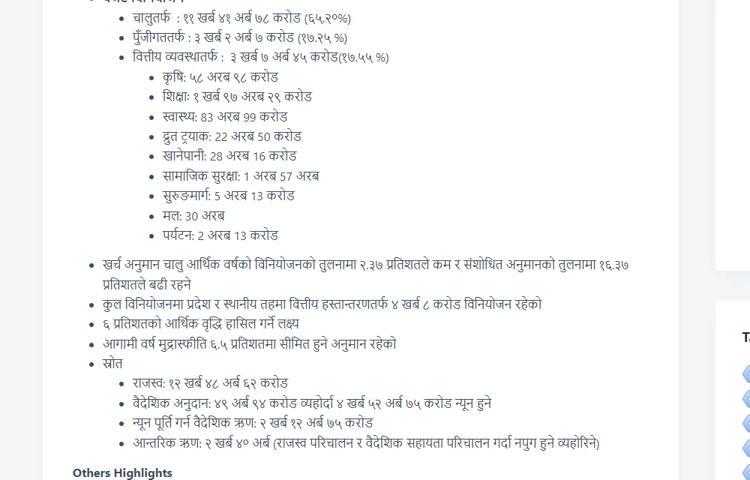 चालुतर्फ : ११ खर्ब ४१ अर्ब ७८ करोड (६५.२०%)
पुँजीगततर्फ : ३ खर्ब २ अर्ब ७ करोड (१७.२५ %)
वित्तीय व्यवस्थातर्फ : ३ खर्ब ७ अर्ब ४५ करोड(१७.५५ %)
कृषि: ५८ अरब ९८ करोड
शिक्षाः १ खर्ब ९७ अरब २९ करोड
स्वास्थ्य: 83 अरब 99 करोड
द्रुत ट्र्याक: 22 अरब 50 करोड
खानेपानी: 28 अरब 16 करोड
सामाजिक सुरक्षा: 1 अरब 57 अरब
सुरुङमार्ग: 5 अरब 13 करोड
मल: 30 अरब
पर्यटन: 2 अरब 13 करोड
खर्च अनुमान चालु आर्थिक वर्षको विनियोजनको तुलनामा २.३७ प्रतिशतले कम र संशोधित अनुमानको तुलनामा १६.३७
प्रतिशतले बढी रहने
कुल विनियोजनमा प्रदेश र स्थानीय तहमा वित्तीय हस्तान्तरणतर्फ ४ खर्ब ८ करोड विनियोजन रहेको
६ प्रतिशतको आर्थिक वृद्धि हासिल गर्ने लक्ष्य
आगामी वर्ष मुद्रास्फीति ६.५ प्रतिशतमा सीमित हुने अनुमान रहेको
स्रोत
राजस्व: १२ खर्ब ४८ अर्ब ६२ करोड
वैदेशिक अनुदान: ४९ अर्ब ९४ करोड व्यहोर्दा ४ खर्ब ५२ अर्ब ७५ करोड न्यून हुने
न्यून पूर्ति गर्न वैदेशिक ऋण: २ खर्ब १२ अर्ब ७५ करोड
आन्तरिक ऋण: २ खर्ब ४० अर्ब (राजस्व परिचालन र वैदेशिक सहायता परिचालन गर्दा नपुग हुने व्यहोरिने)
Others Highlights